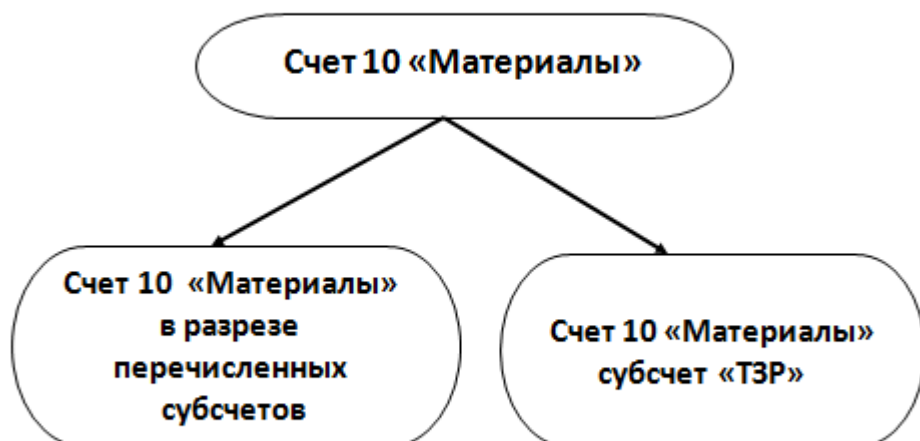 Счет 10 «Материалы»
Счет 10 «Материалы»
в разрезе
перечисленных
субсчетов
Счет 10 «Материалы»
субсчет «ТЗР»